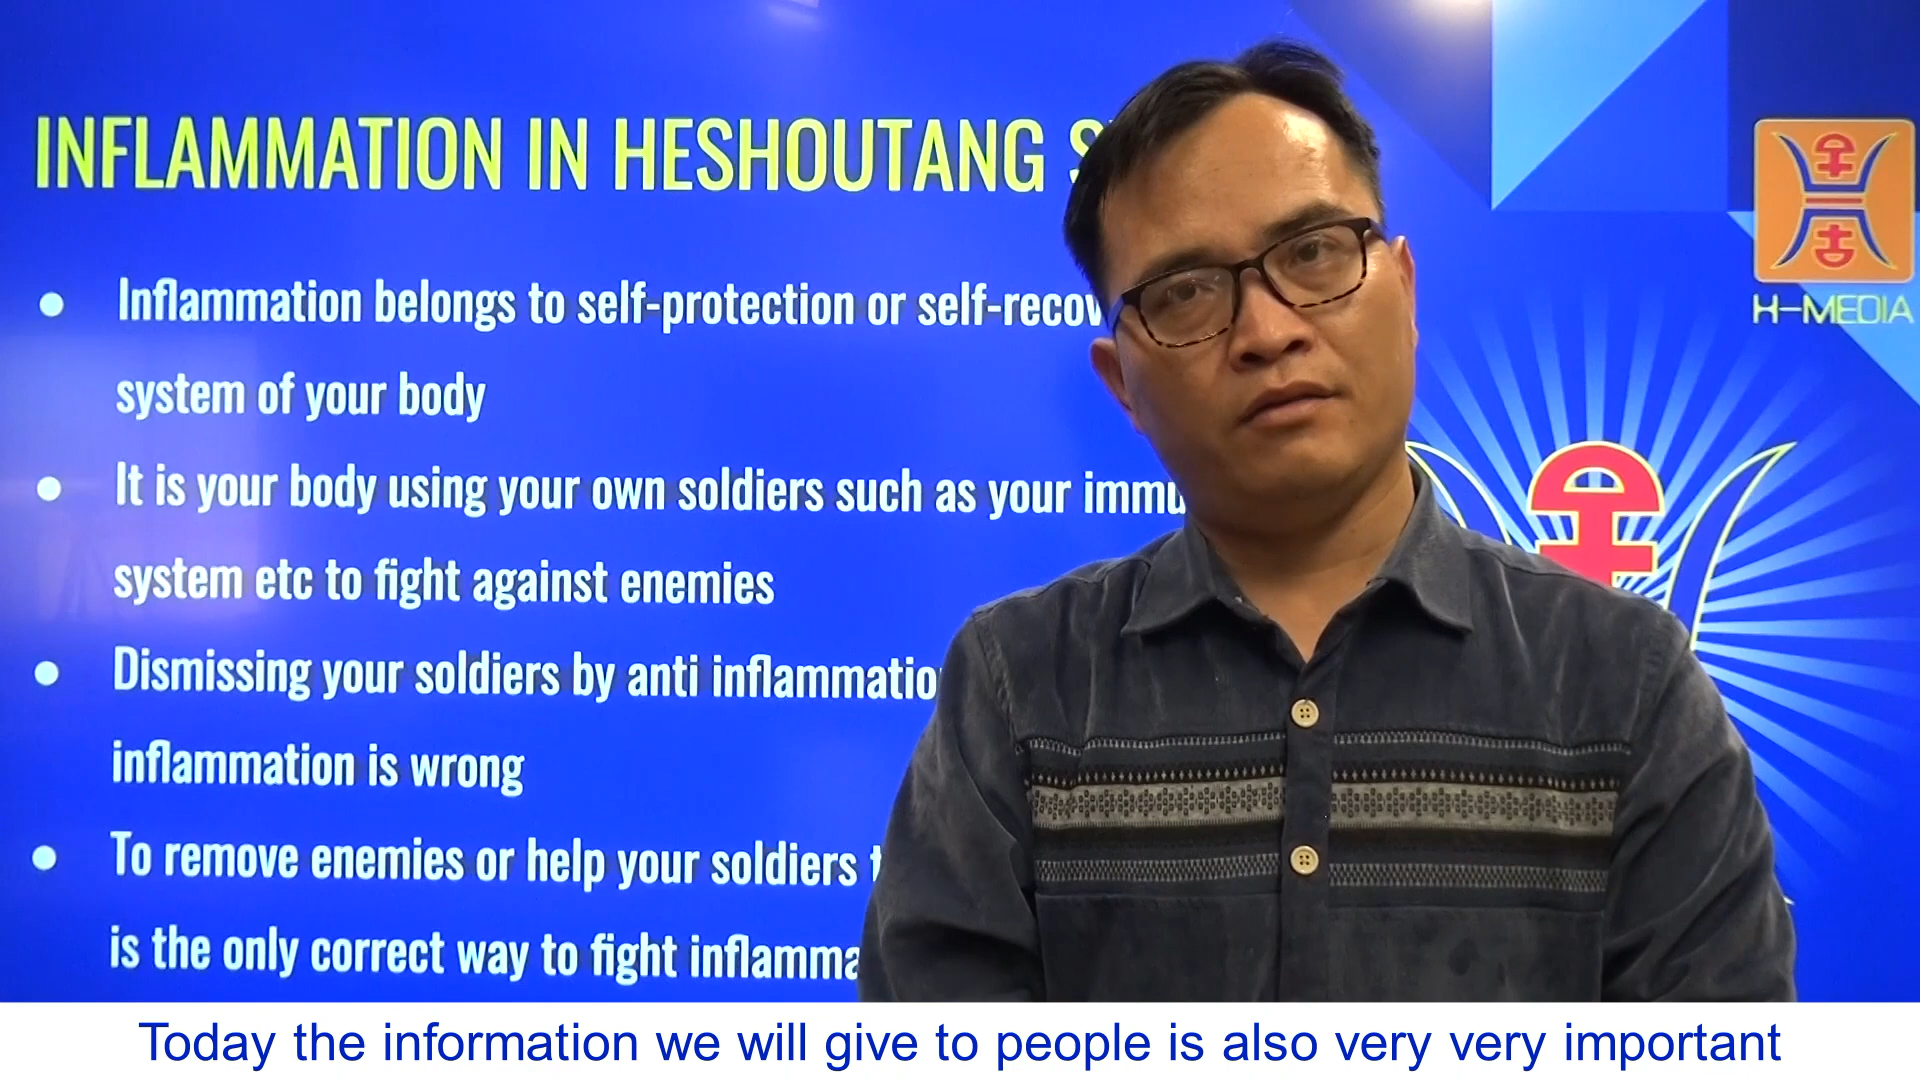 INFLAMMATION IN HESHOUTANG
H-MEDIA
Inflammation belongs to self-protection or self-recov
system of your body
It is your body using your own soldiers such as your immu
system etc to fight against enemies
Dismissing your soldiers by anti inflammatio
inflammation is wrong
To remove enemies or help your soldiers
is the only correct way to fight inflamma
Today the information we will give to people is also very very important